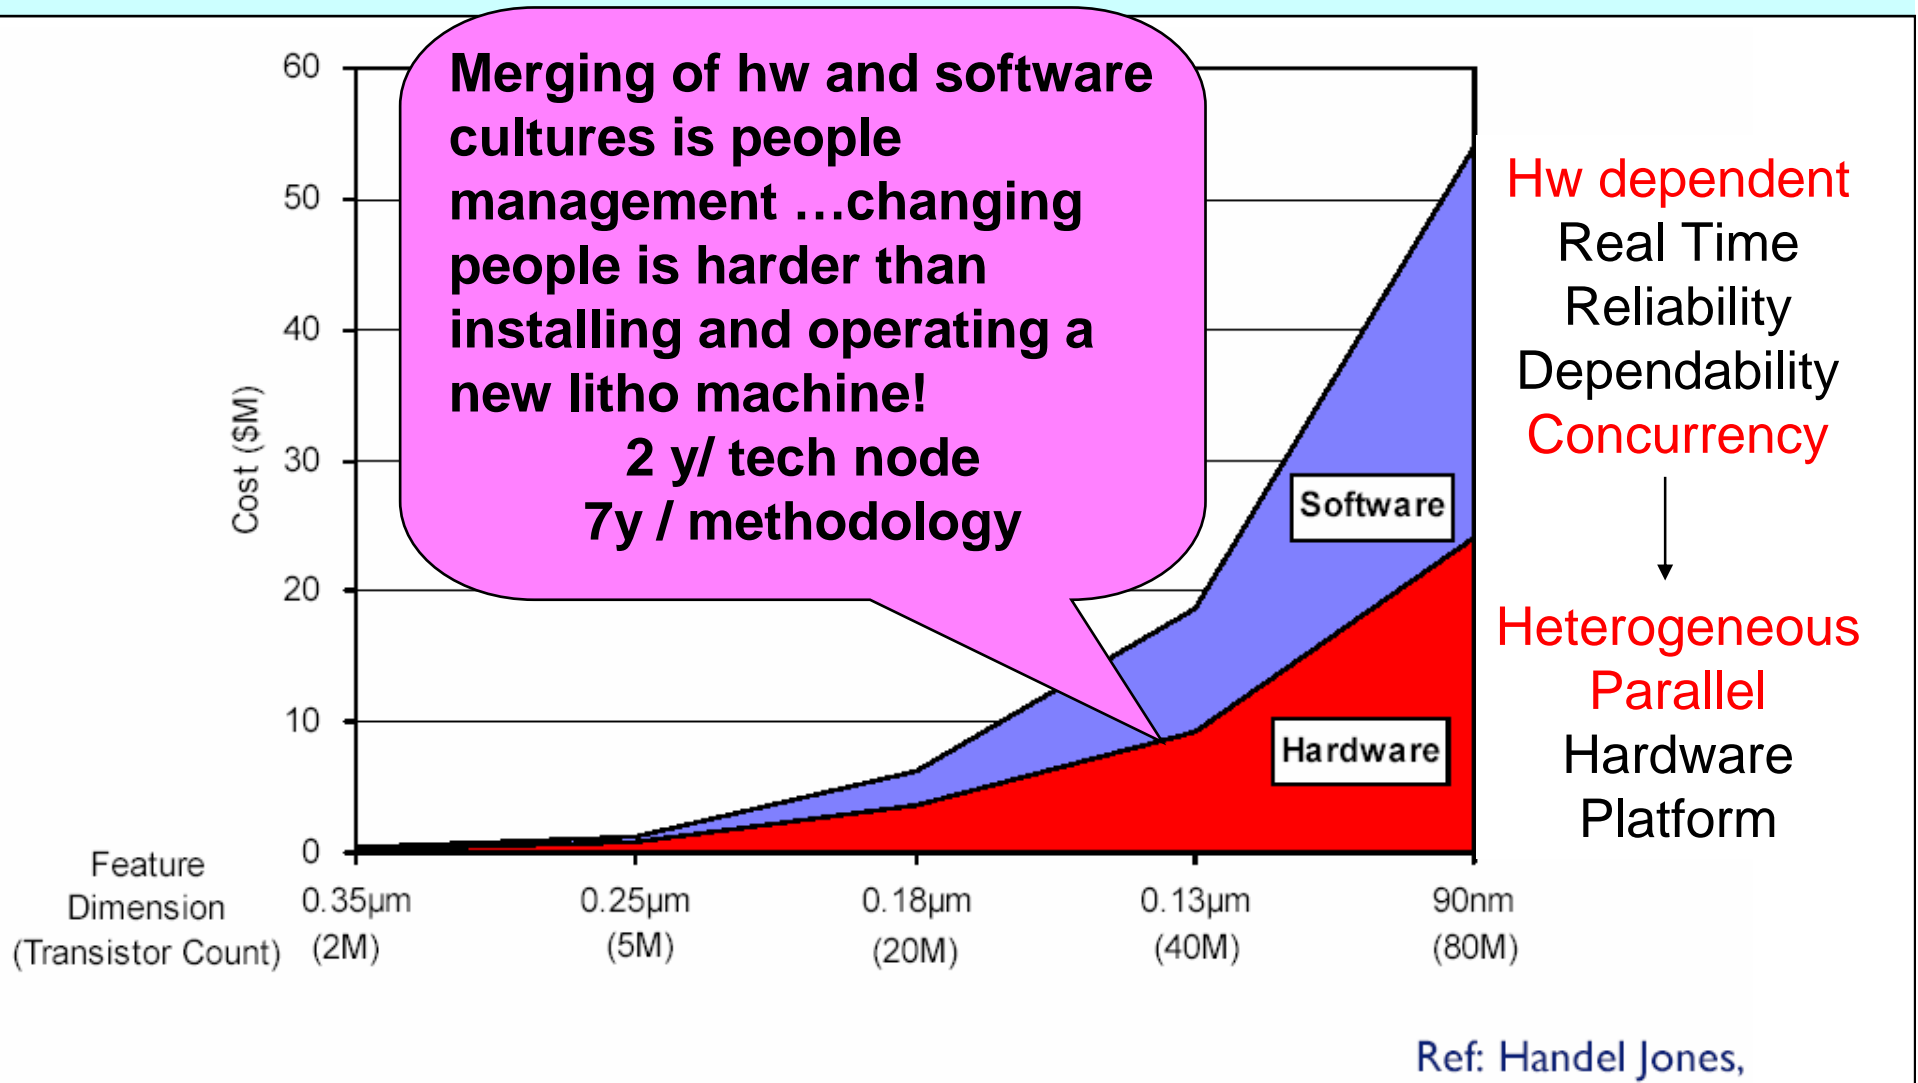 Merging of hw and software
cultures is people
management …changing
people is harder than
installing and operating a
new litho machine!
2 y/ tech node
7y / methodology
60
50
40
30
20
10
0
Cost ($M)
Software
Hardware
Feature
Dimension
(Transistor Count)
0.35µm
(2M)
0.25µm
(5M)
0.18µm
(20M)
0.13µm
(40M)
90nm
(80M)
Hw dependent
Real Time
Reliability
Dependability
Concurrency
Heterogeneous
Parallel
Hardware
Platform
Ref: Handel Jones,